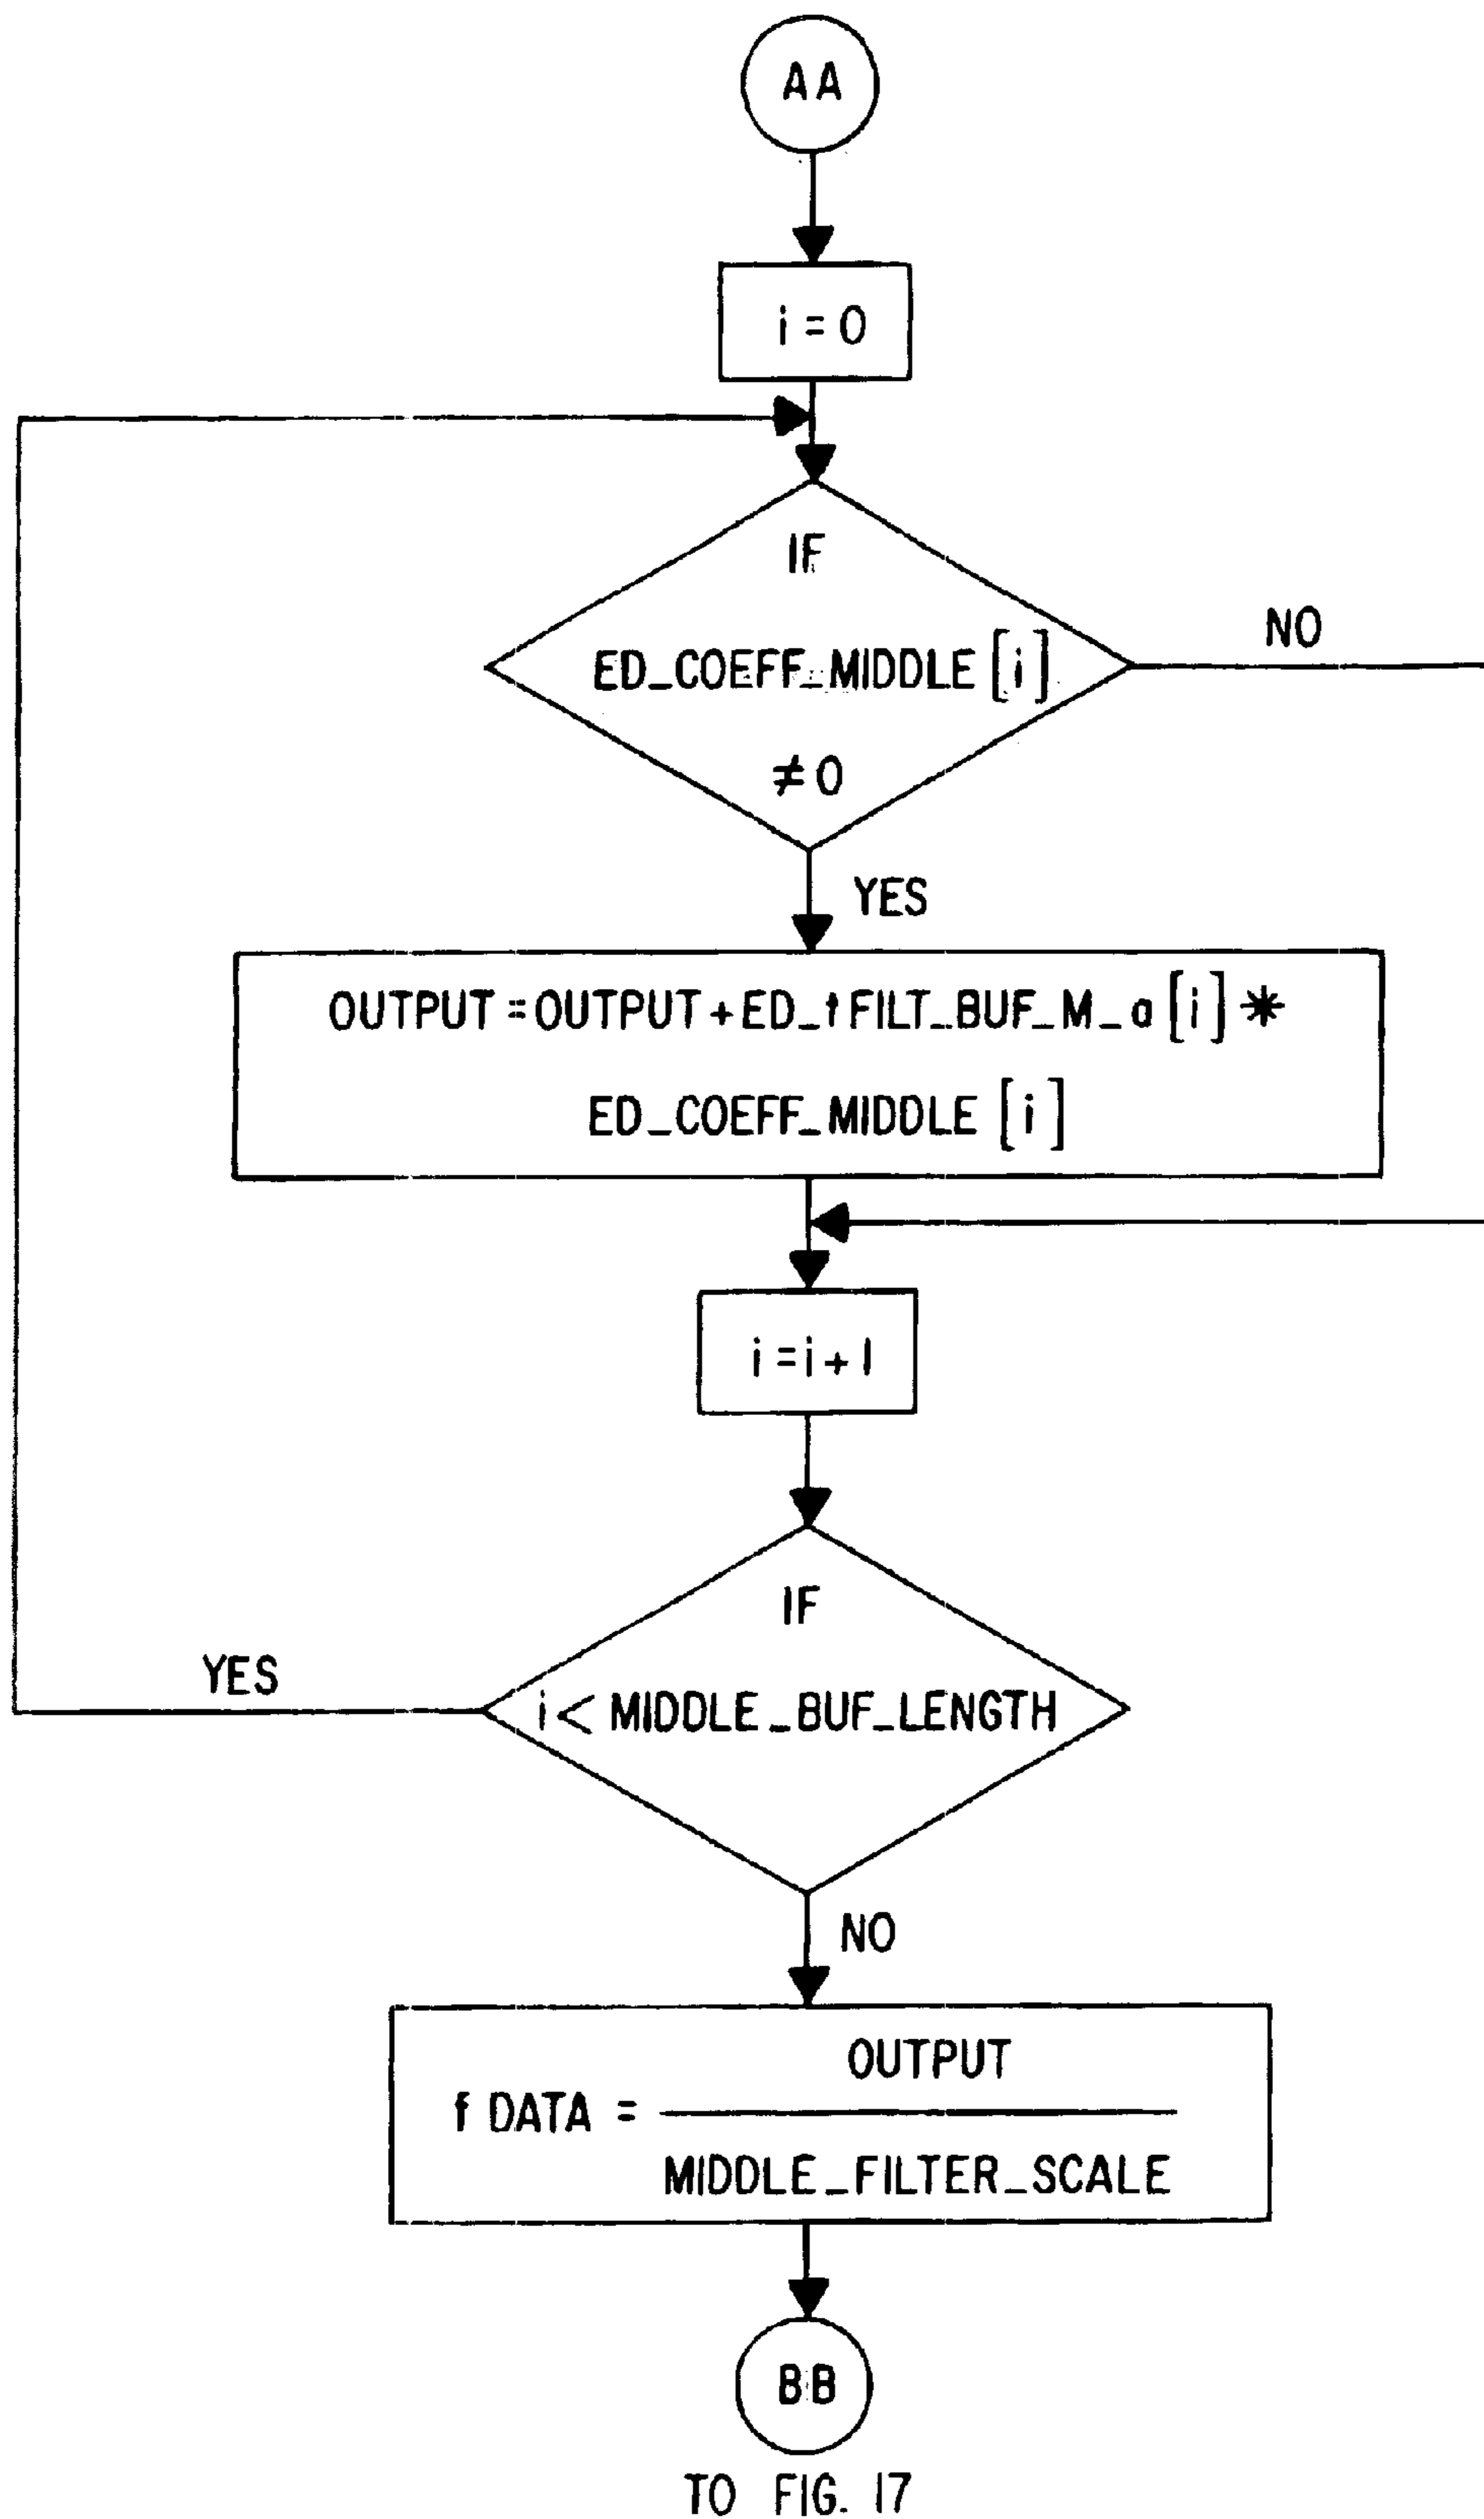 AA
i = 0
IF
ED_COEFF_MIDDLE [i]
≠ 0
NO
YES
OUTPUT = OUTPUT + ED_tFILT_BUF_M_a [i] *
ED_COEFF_MIDDLE [i]
i = i + 1
IF
i < MIDDLE_BUF_LENGTH
YES
NO
OUTPUT
f DATA =
MIDDLE_FILTER_SCALE
BB
TO FIG. 17